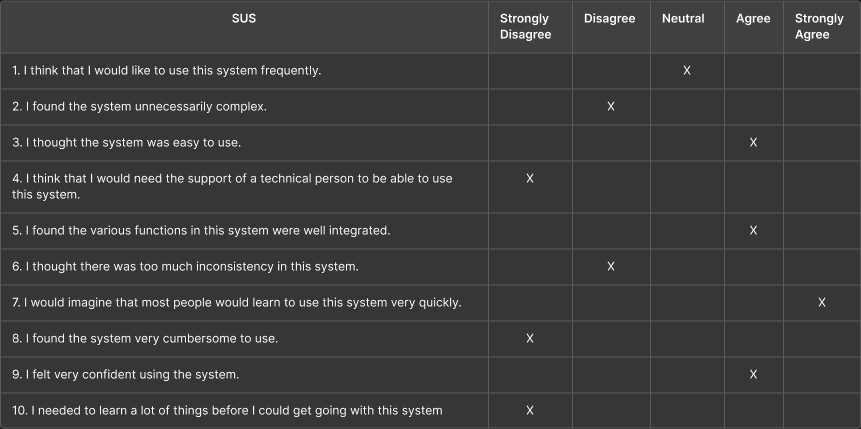 SUS Strongly Disagree Disagree Neutral Agree Strongly Agree
1. I think that I would like to use this system frequently. X
2. I found the system unnecessarily complex. X
3. I thought the system was easy to use. X
4. I think that I would need the support of a technical person to be able to use
this system. X
5. I found the various functions in this system were well integrated. X
6. I thought there was too much inconsistency in this system. X
7. I would imagine that most people would learn to use this system very quickly. X
8. I found the system very cumbersome to use. X
9. I felt very confident using the system. X
10. I needed to learn a lot of things before I could get going with this system X